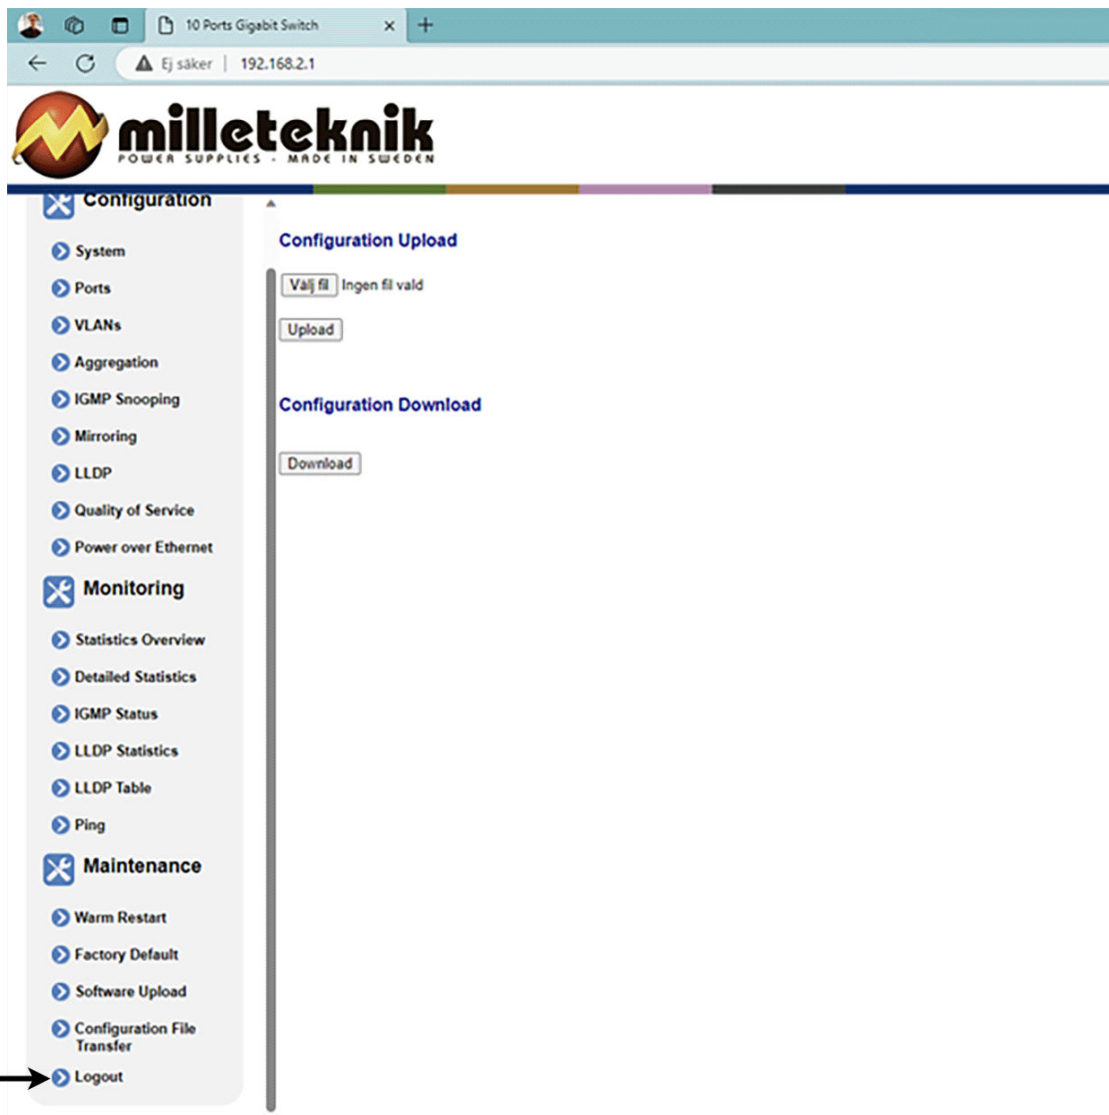 10 Ports Gigabit Switch
Ej säker | 192.168.2.1
milleteknik
POWER SUPPLIES - MADE IN SWEDEN
Configuration
System
Ports
VLANs
Aggregation
IGMP Snooping
Mirroring
LLDP
Quality of Service
Power over Ethernet
Monitoring
Statistics Overview
Detailed Statistics
IGMP Status
LLDP Statistics
LLDP Table
Ping
Maintenance
Warm Restart
Factory Default
Software Upload
Configuration File
Transfer
Logout
Configuration Upload
Välj fil Ingen fil vald
Upload
Configuration Download
Download